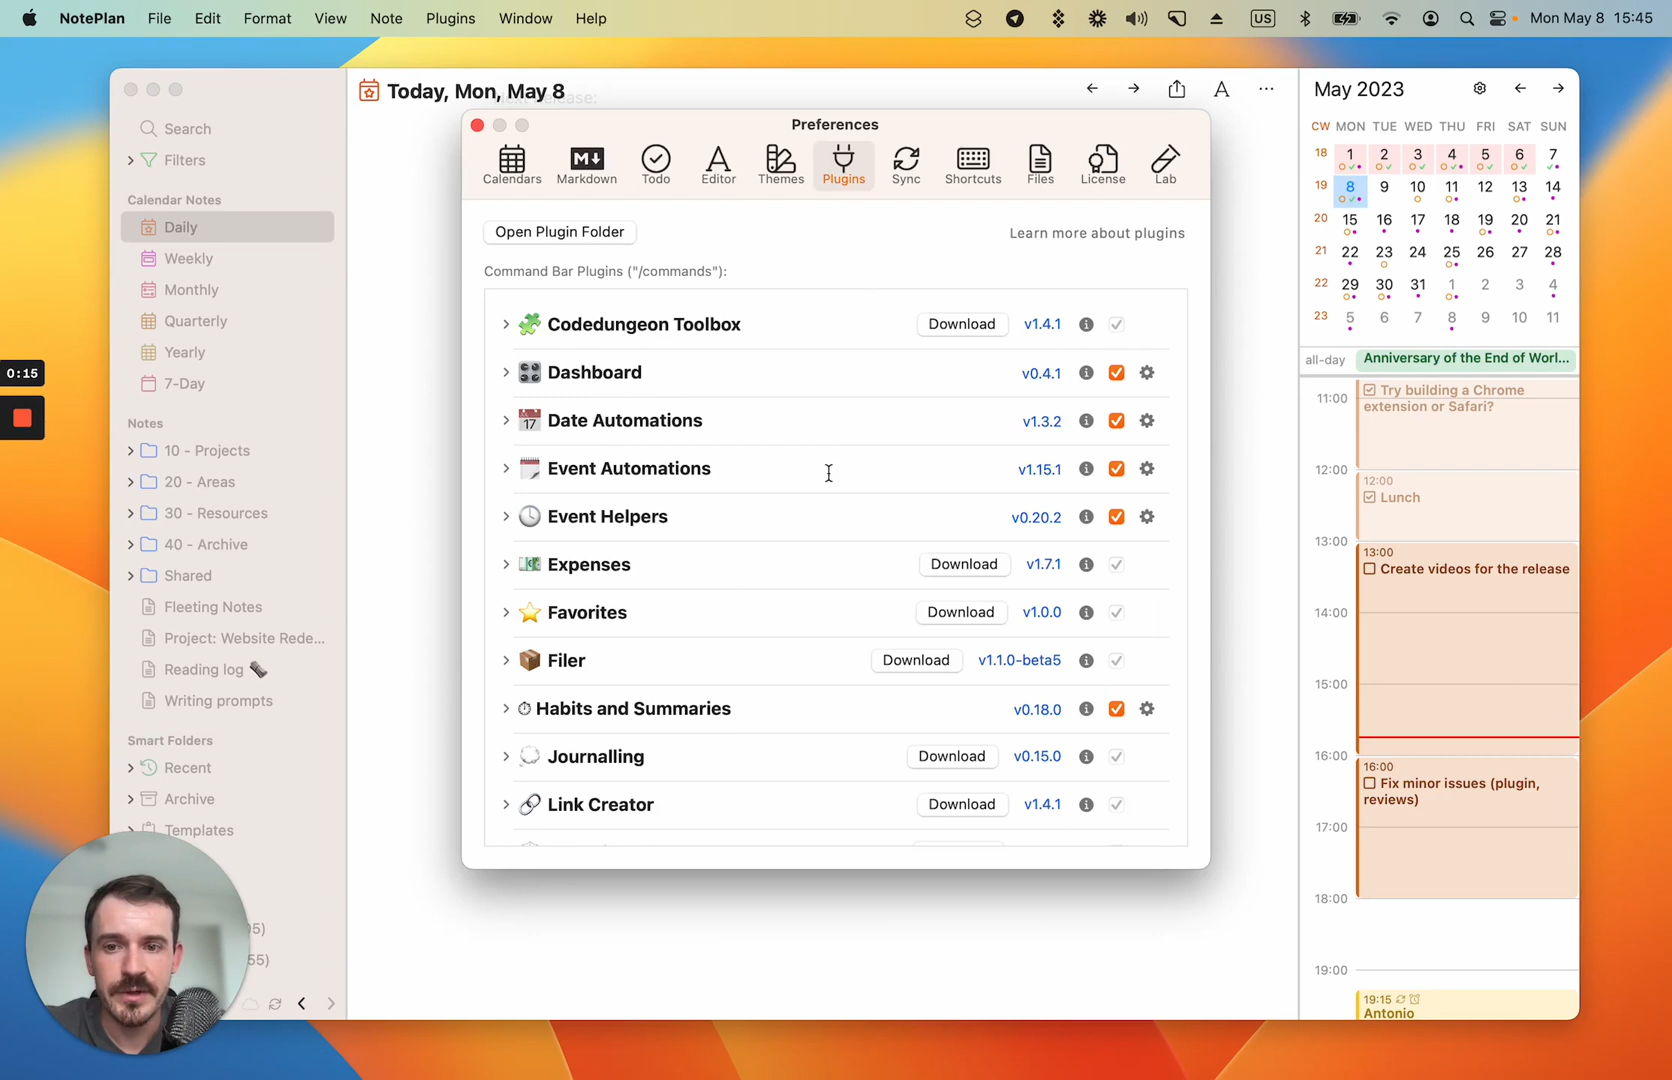 NotePlan File Edit Format View Note Plugins Window Help US Mon May 8 15:45
0:15
Search
Filters
Calendar Notes
Daily
Weekly
Monthly
Quarterly
Yearly
7-Day
Notes
10 - Projects
20 - Areas
30 - Resources
40 - Archive
Shared
Fleeting Notes
Project: Website Rede...
Reading log
Writing prompts
Smart Folders
Recent
Archive
Templates
Today, Mon, May 8
Next Release:
Preferences
Calendars Markdown Todo Editor Themes Plugins Sync Shortcuts Files License Lab
Open Plugin Folder Learn more about plugins
Command Bar Plugins ("/commands"):
Codedungeon Toolbox Download v1.4.1
Dashboard v0.4.1
Date Automations v1.3.2
Event Automations v1.15.1
Event Helpers v0.20.2
Expenses Download v1.7.1
Favorites Download v1.0.0
Filer Download v1.1.0-beta5
Habits and Summaries v0.18.0
Journalling Download v0.15.0
Link Creator Download v1.4.1
May 2023
CW MON TUE WED THU FRI SAT SUN
18 1 2 3 4 5 6 7
19 8 9 10 11 12 13 14
20 15 16 17 18 19 20 21
21 22 23 24 25 26 27 28
22 29 30 31 1 2 3 4
23 5 6 7 8 9 10 11
all-day Anniversary of the End of Worl...
11:00 Try building a Chrome
extension or Safari?
12:00 12:00
Lunch
13:00 13:00
Create videos for the release
14:00
15:00
16:00 16:00
Fix minor issues (plugin,
reviews)
17:00
18:00
19:00
19:15
Antonio